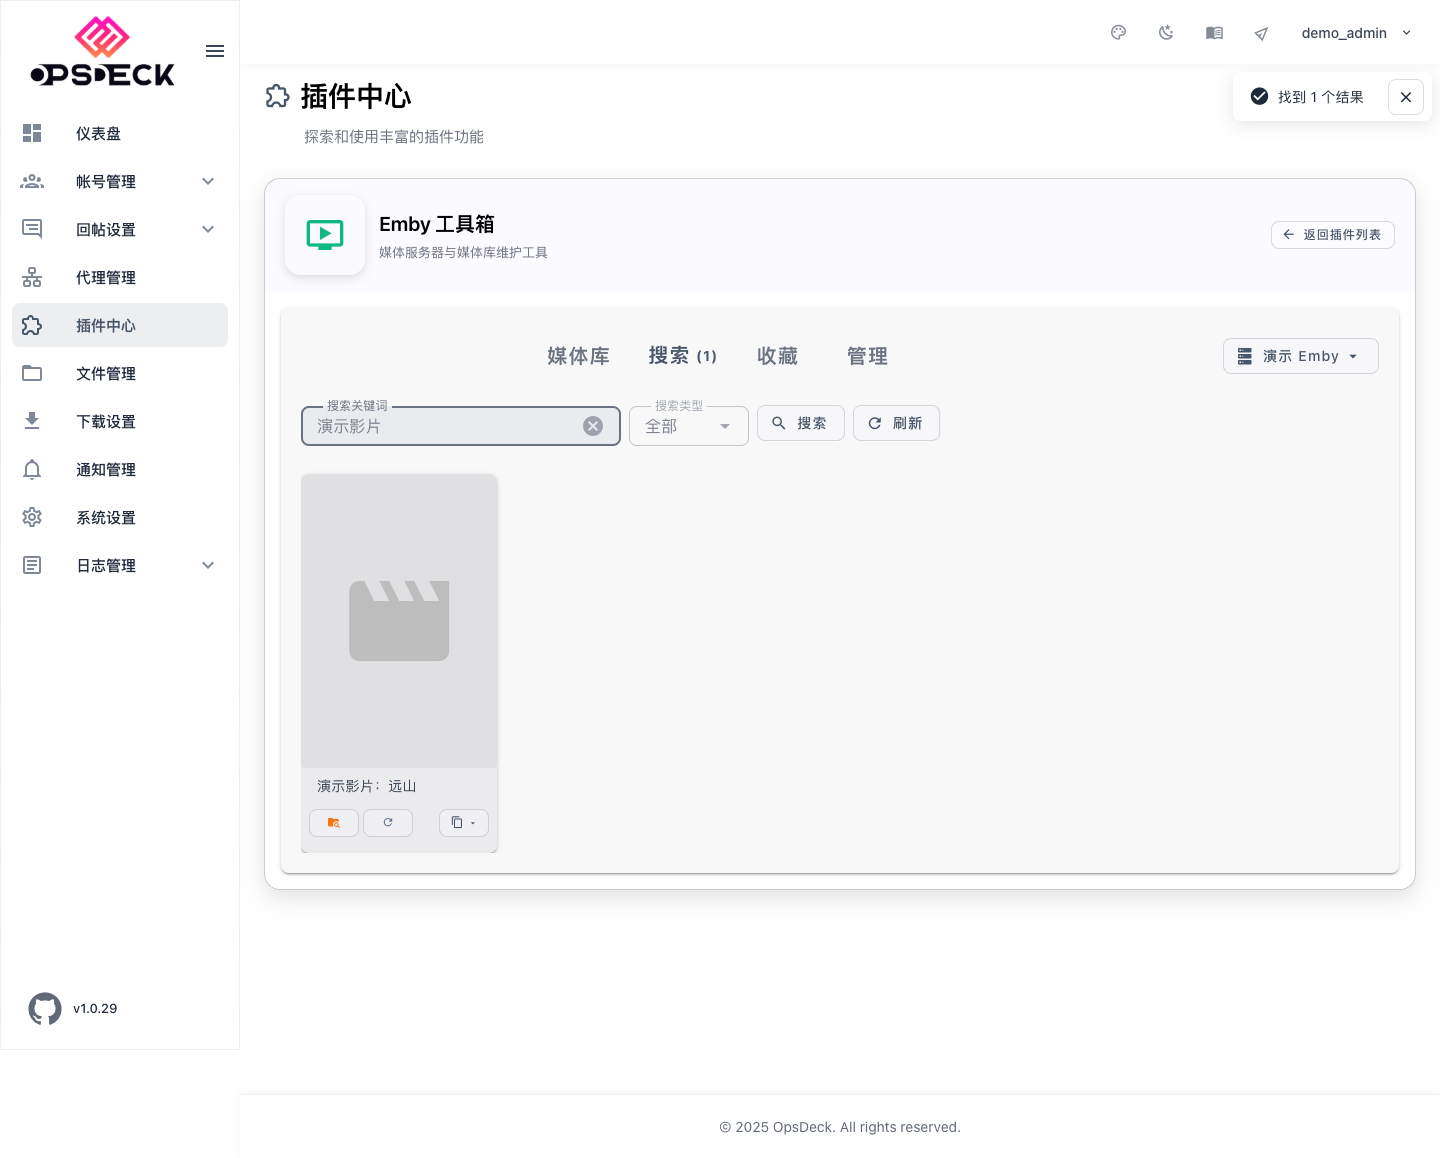 OPSDECK
demo_admin
仪表盘
帐号管理
回帖设置
代理管理
插件中心
文件管理
下载设置
通知管理
系统设置
日志管理
v1.0.29
插件中心
探索和使用丰富的插件功能
找到 1 个结果
Emby 工具箱
媒体服务器与媒体库维护工具
返回插件列表
媒体库
搜索 (1)
收藏
管理
演示 Emby
搜索关键词
演示影片
搜索类型
全部
搜索
刷新
演示影片：远山
© 2025 OpsDeck. All rights reserved.